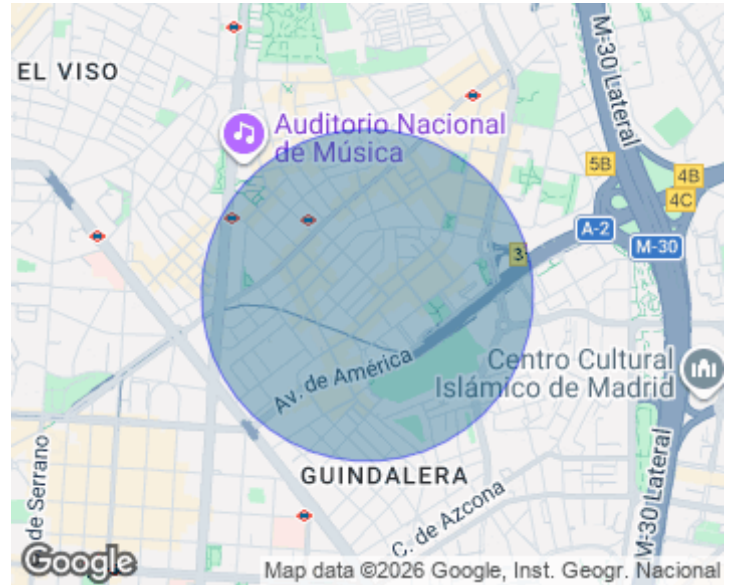 EL VISO
Auditorio Nacional
de Música
M-30 Lateral
5B
4B
4C
A-2
M-30
3
Av. de América
Centro Cultural
Islámico de Madrid
GUINDALERA
de Serrano
C. de Azcona
M-30 Lateral
Google
Map data ©2026 Google, Inst. Geogr. Nacional